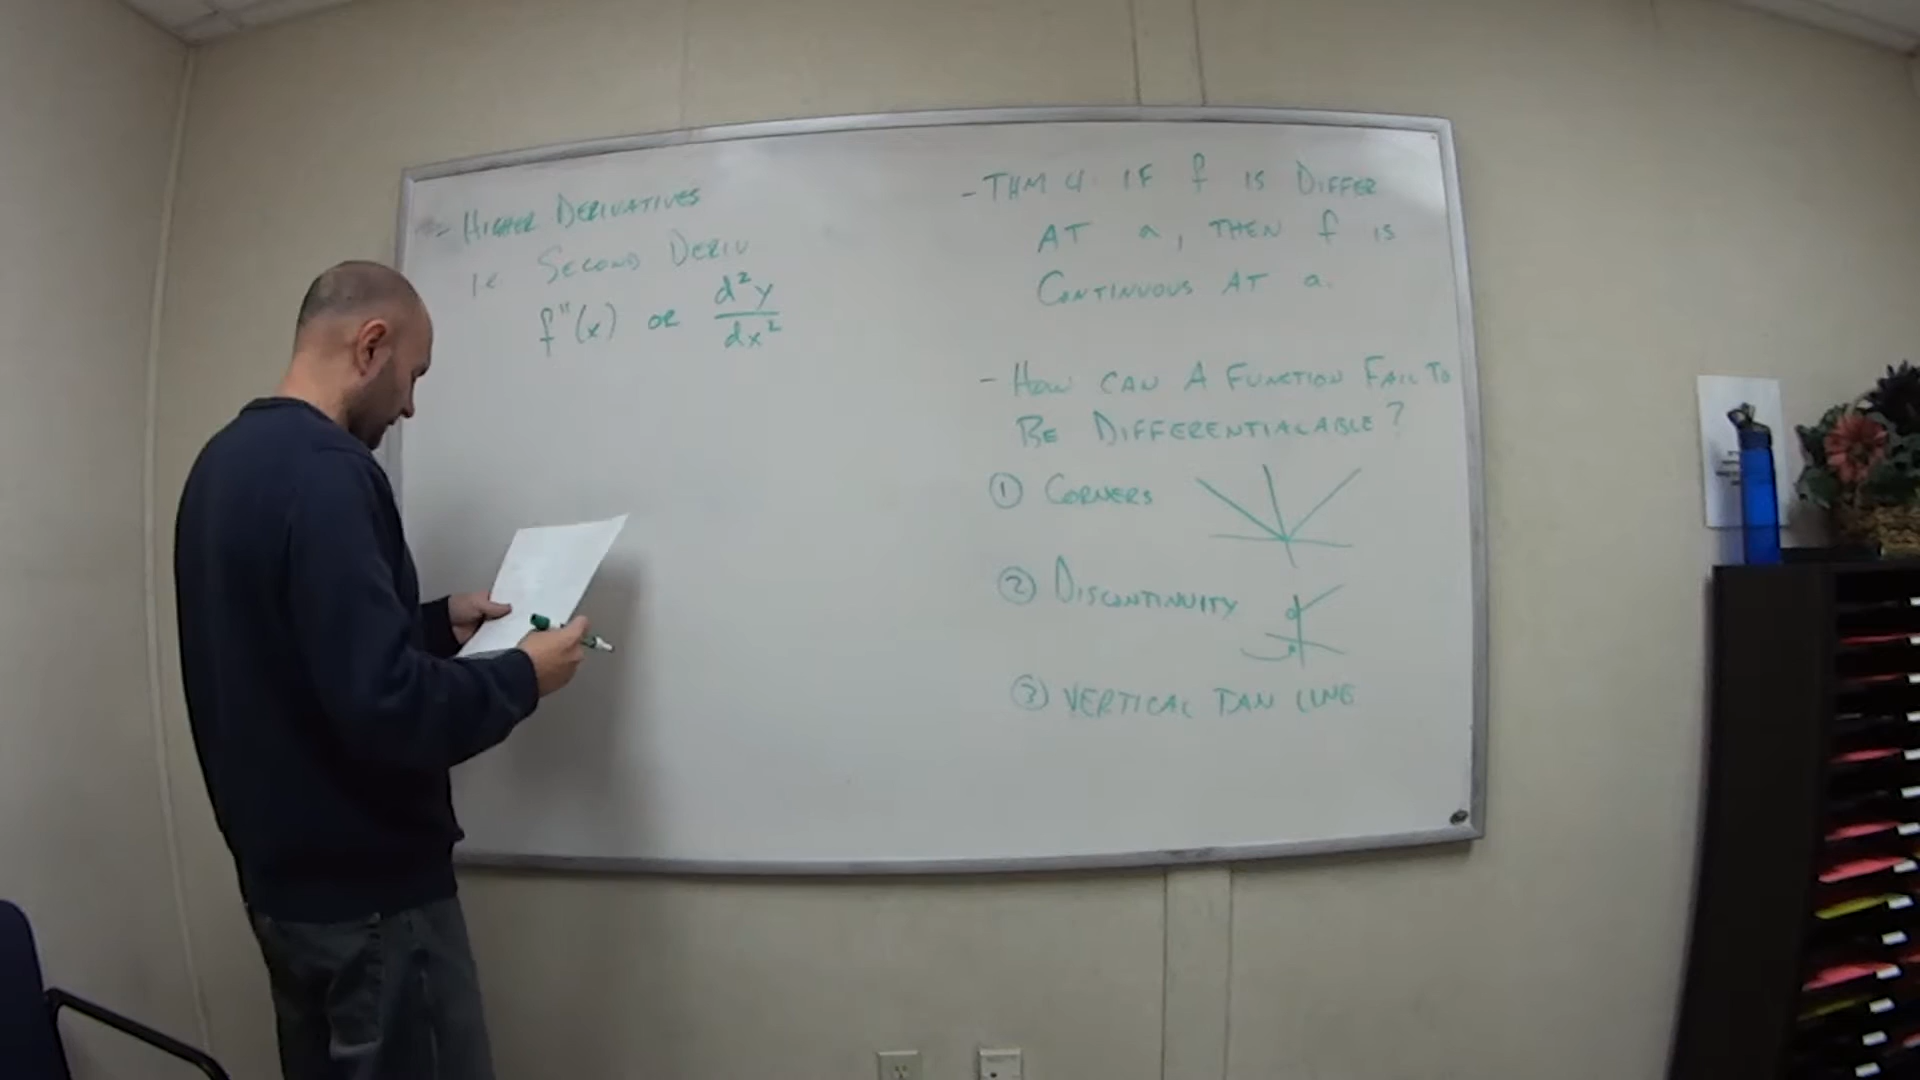 - HIGHER DERIVATIVES
i.e. SECOND DERIV
f''(x) OR d²y/dx²
- THM 4. IF f IS DIFFER
AT a, THEN f IS
CONTINUOUS AT a.
- HOW CAN A FUNCTION FAIL TO
BE DIFFERENTIALABLE?
① CORNERS
② DISCONTINUITY
③ VERTICAL TAN LINE